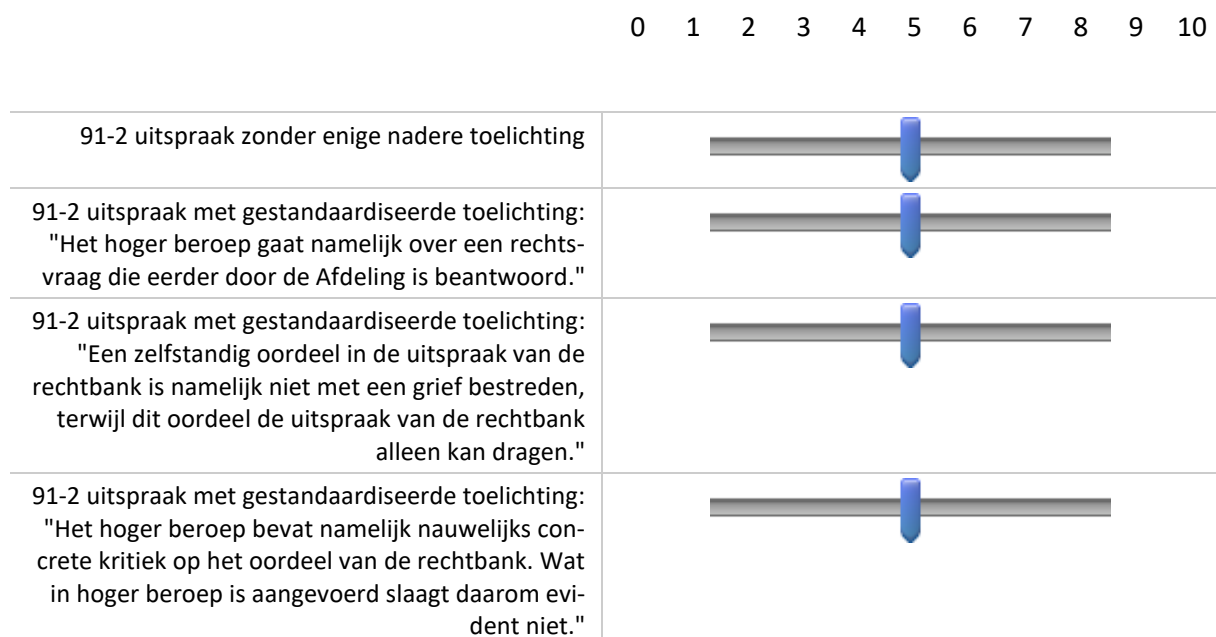 0 1 2 3 4 5 6 7 8 9 10
91-2 uitspraak zonder enige nadere toelichting
91-2 uitspraak met gestandaardiseerde toelichting:
"Het hoger beroep gaat namelijk over een rechts-
vraag die eerder door de Afdeling is beantwoord."
91-2 uitspraak met gestandaardiseerde toelichting:
"Een zelfstandig oordeel in de uitspraak van de
rechtbank is namelijk niet met een grief bestreden,
terwijl dit oordeel de uitspraak van de rechtbank
alleen kan dragen."
91-2 uitspraak met gestandaardiseerde toelichting:
"Het hoger beroep bevat namelijk nauwelijks con-
crete kritiek op het oordeel van de rechtbank. Wat
in hoger beroep is aangevoerd slaagt daarom evi-
dent niet."